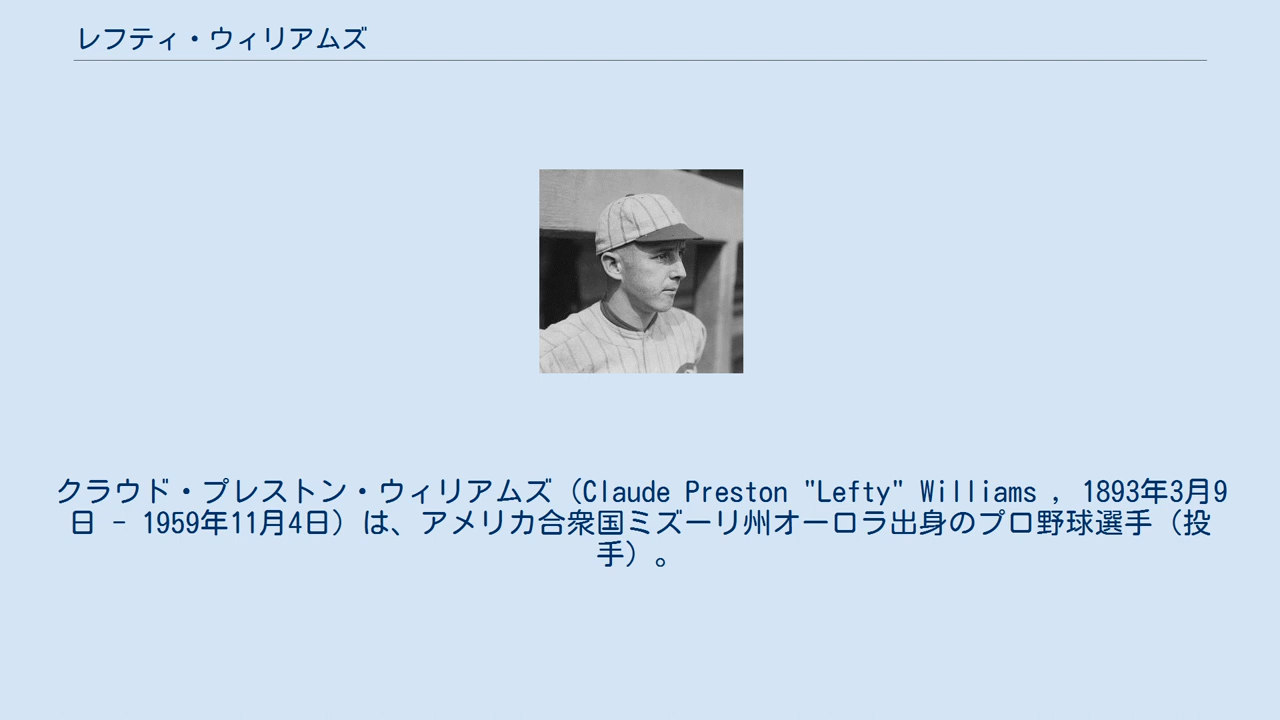 レフティ・ウィリアムズ
クラウド・プレストン・ウィリアムズ（Claude Preston "Lefty" Williams , 1893年3月9
日 - 1959年11月4日）は、アメリカ合衆国ミズーリ州オーロラ出身のプロ野球選手（投
手）。